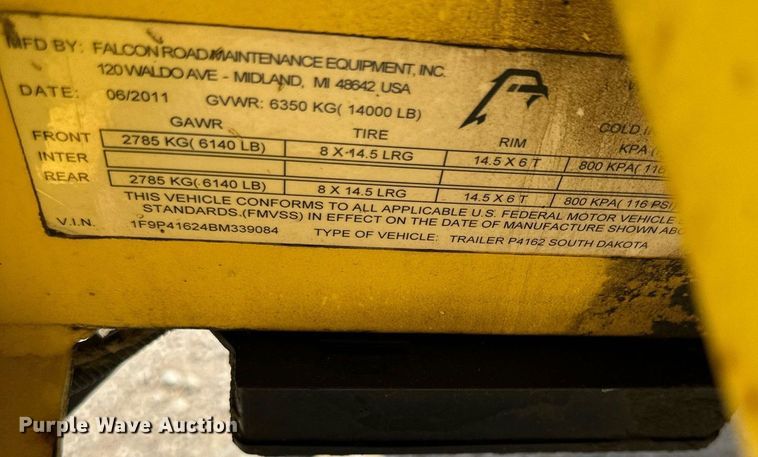 MFD BY: FALCON ROAD MAINTENANCE EQUIPMENT, INC.
120 WALDO AVE - MIDLAND, MI 48642, USA
DATE: 06/2011 GVWR: 6350 KG( 14000 LB)
GAWR TIRE RIM COLD
FRONT 2785 KG( 6140 LB) 8 X 14.5 LRG 14.5 X 6 T 800 KPA( 116 KPA
INTER
REAR 2785 KG( 6140 LB) 8 X 14.5 LRG 14.5 X 6 T 800 KPA( 116 PSI
THIS VEHICLE CONFORMS TO ALL APPLICABLE U.S. FEDERAL MOTOR VEHICLE
STANDARDS.(FMVSS) IN EFFECT ON THE DATE OF MANUFACTURE SHOWN
V.I.N. 1F9P41624BM339084 TYPE OF VEHICLE: TRAILER P4162 SOUTH DAKOTA
Purple Wave Auction